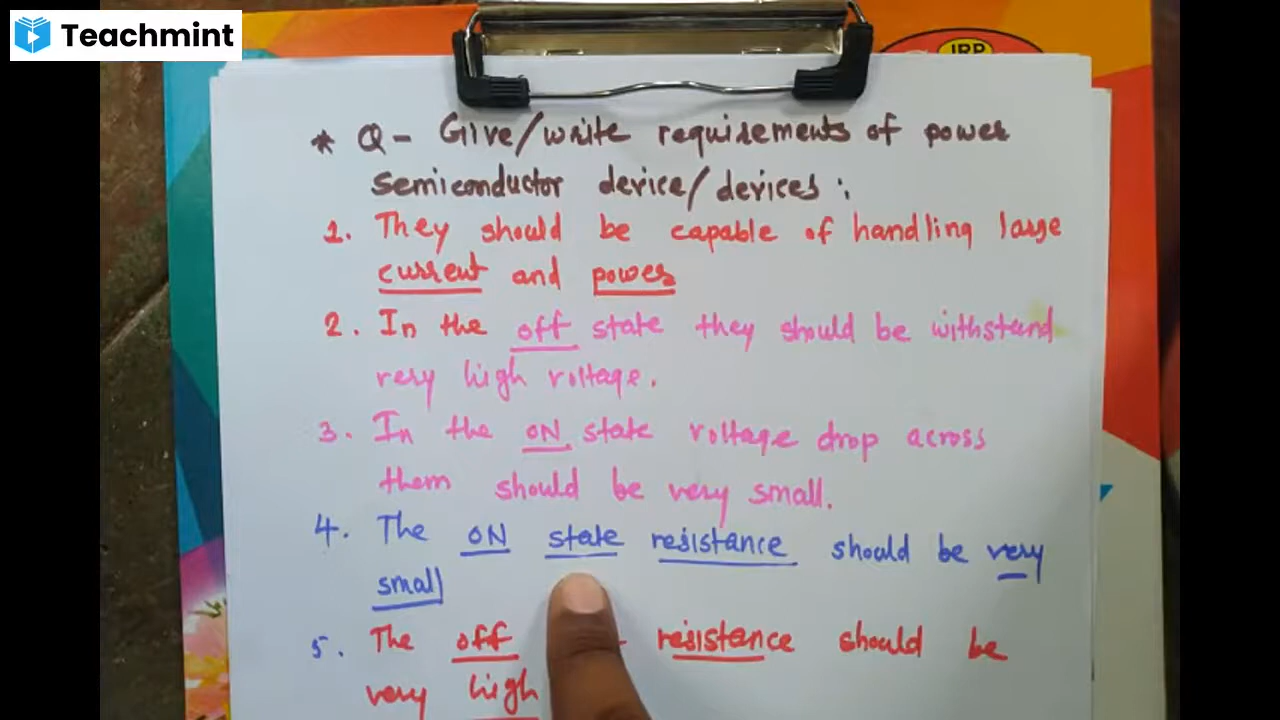 Teachmint
IRP
* Q- Give/write requirements of power
semiconductor device/devices:
1. They should be capable of handling large
current and power
2. In the off state they should be withstand
very high voltage.
3. In the ON state voltage drop across
them should be very small.
4. The ON state resistance should be very
small
5. The off resistance should be
very high